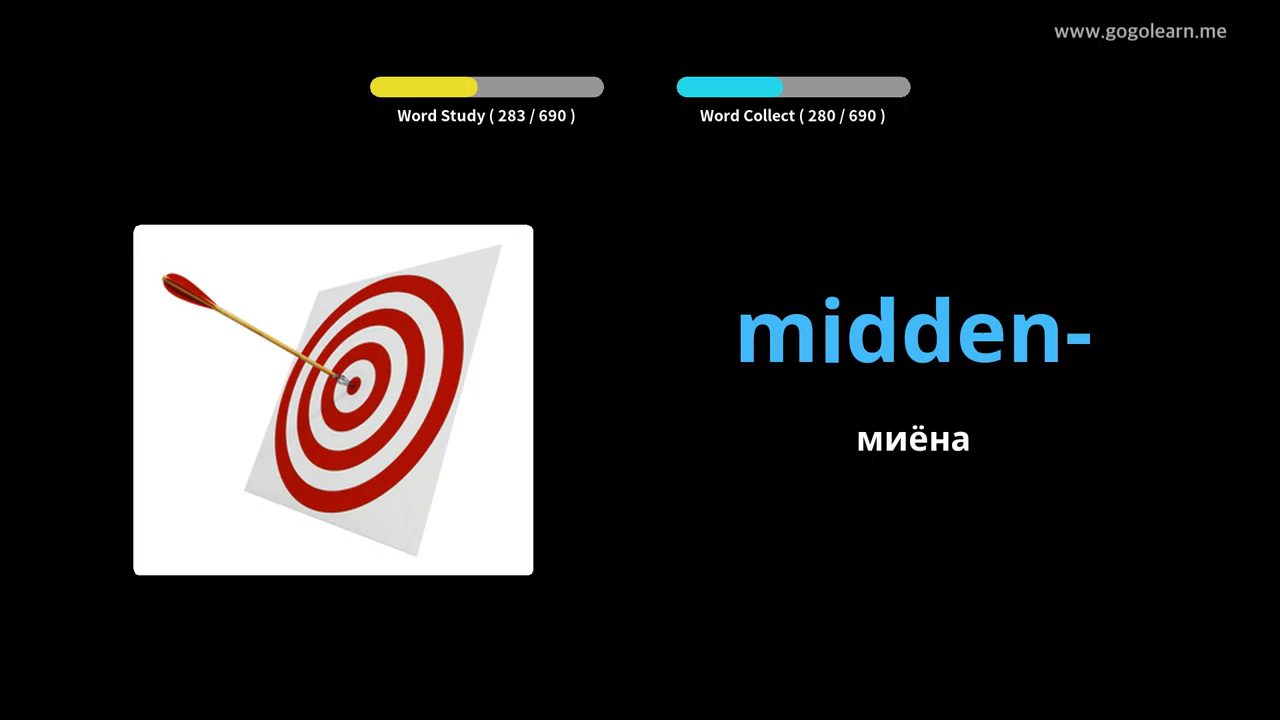 www.gogolearn.me
Word Study ( 283 / 690 )
Word Collect ( 280 / 690 )
midden-
миёна